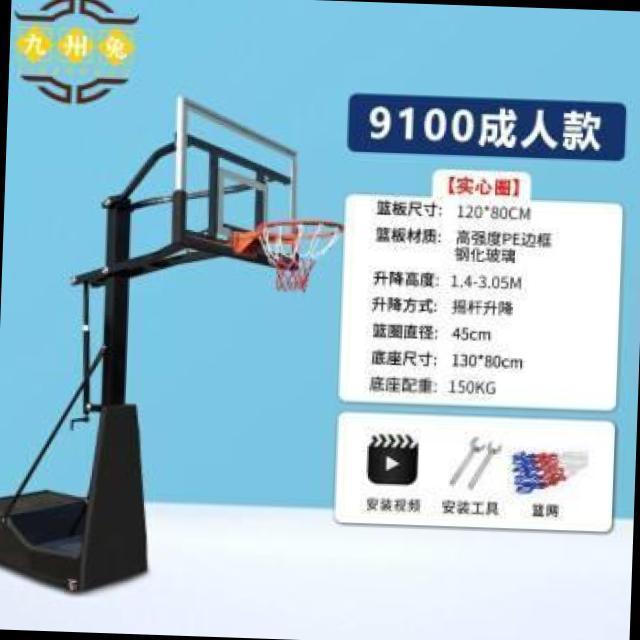 九州兔
9100成人款
【实心圈】
篮板尺寸: 120*80CM
篮板材质: 高强度PE边框
钢化玻璃
升降高度: 1.4-3.05M
升降方式: 摇杆升降
篮圈直径: 45cm
底座尺寸: 130*80cm
底座配重: 150KG
安装视频 安装工具 篮网